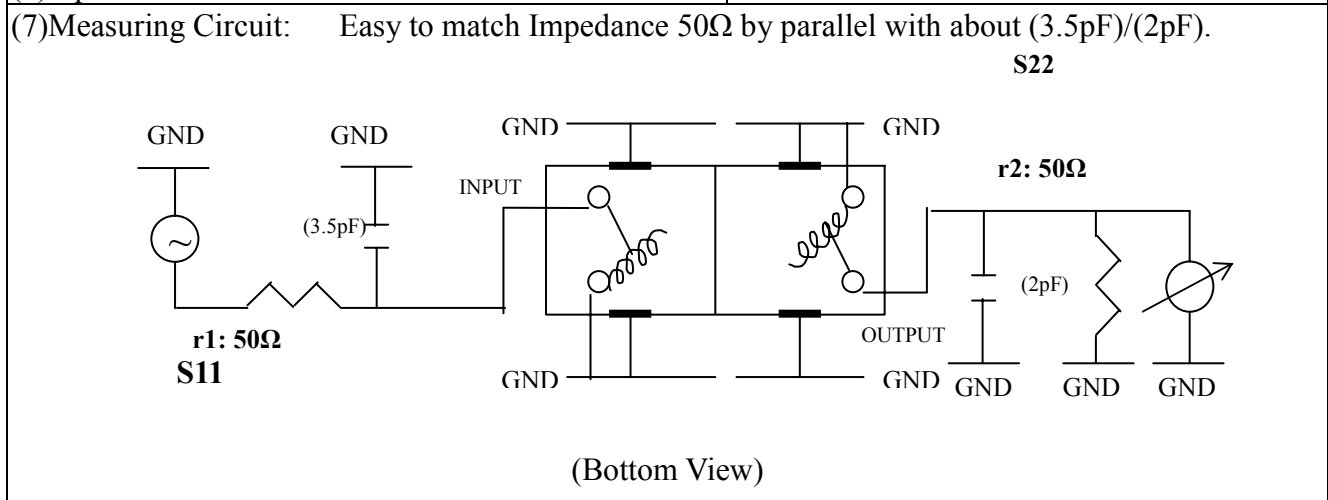 (7)Measuring Circuit: Easy to match Impedance 50Ω by parallel with about (3.5pF)/(2pF).
S22
GND GND GND GND
r2: 50Ω
INPUT
(3.5pF)
(2pF)
r1: 50Ω
OUTPUT
S11
GND GND GND GND GND
(Bottom View)